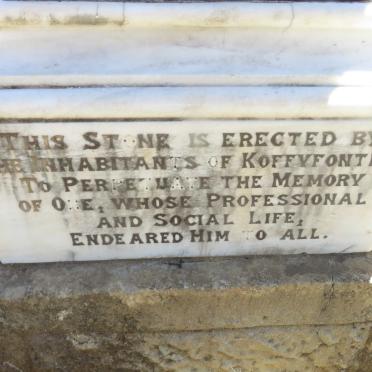 THIS STONE IS ERECTED BY
THE INHABITANTS OF KOFFYFONTEIN
TO PERPETUATE THE MEMORY
OF ONE, WHOSE PROFESSIONAL
AND SOCIAL LIFE,
ENDEARED HIM TO ALL.